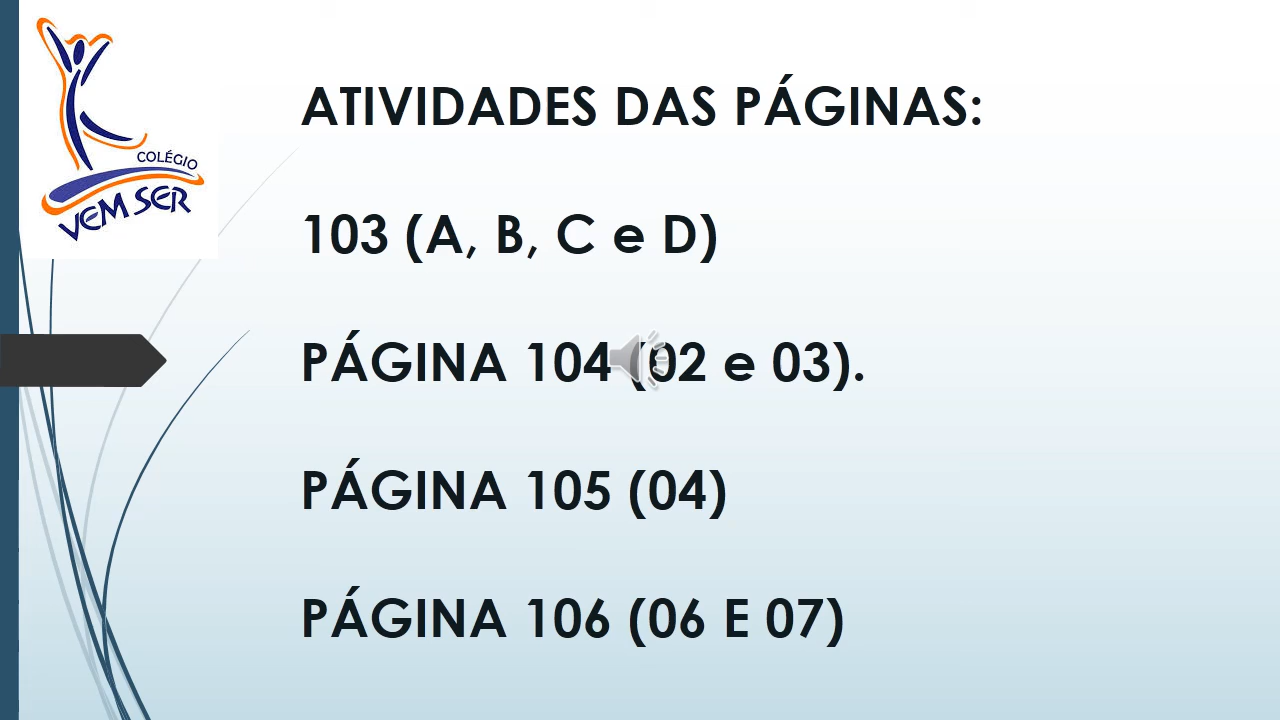 COLÉGIO
VEM SER
ATIVIDADES DAS PÁGINAS:
103 (A, B, C e D)
PÁGINA 104 (02 e 03).
PÁGINA 105 (04)
PÁGINA 106 (06 E 07)